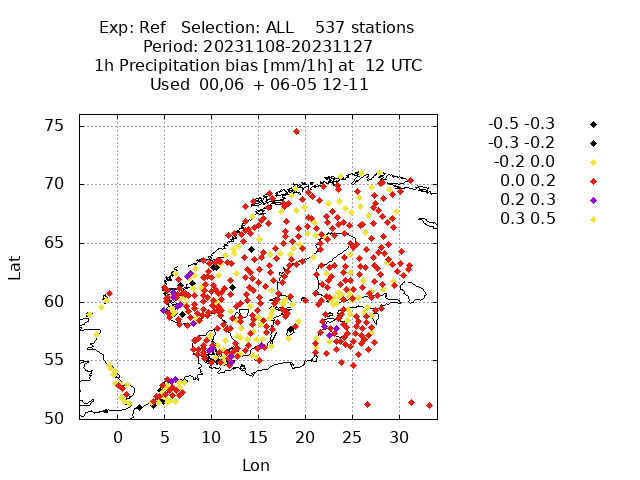 Exp: Ref   Selection: ALL    537 stations
Period: 20231108-20231127
1h Precipitation bias [mm/1h] at  12 UTC
Used  00,06  + 06-05 12-11
-0.5 -0.3
-0.3 -0.2
-0.2 0.0
0.0 0.2
0.2 0.3
0.3 0.5
75
70
65
60
55
50
Lat
0 5 10 15 20 25 30
Lon